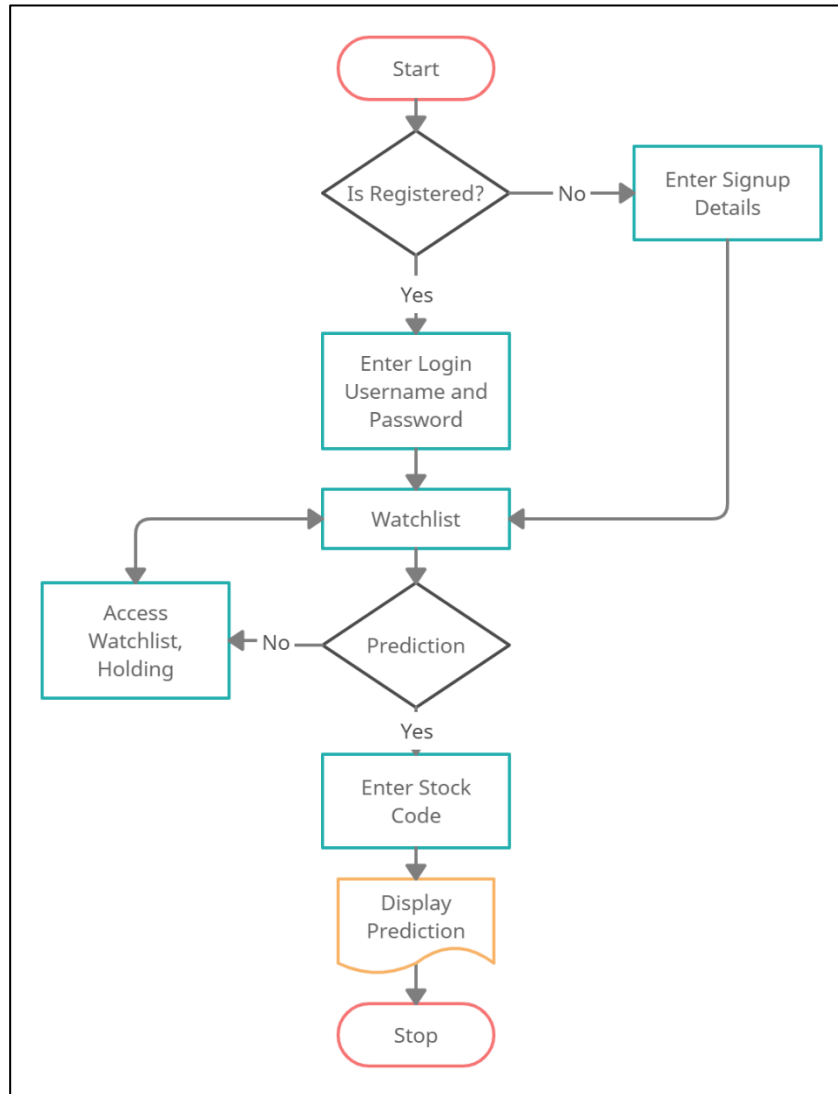 Start
Is Registered?
No
Enter Signup
Details
Yes
Enter Login
Username and
Password
Watchlist
Access
Watchlist,
Holding
No
Prediction
Yes
Enter Stock
Code
Display
Prediction
Stop